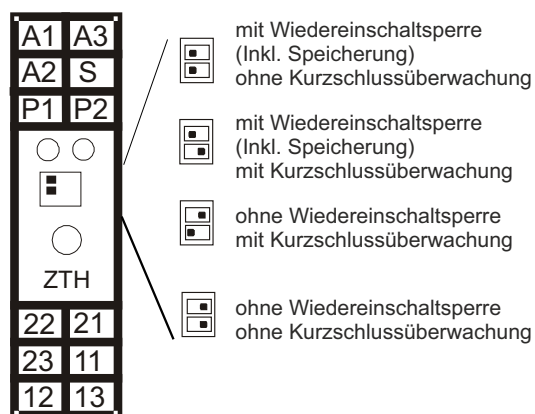 A1 A3
A2 S
P1 P2
ZTH
22 21
23 11
12 13
mit Wiedereinschaltsperre
(Inkl. Speicherung)
ohne Kurzschlussüberwachung
mit Wiedereinschaltsperre
(Inkl. Speicherung)
mit Kurzschlussüberwachung
ohne Wiedereinschaltsperre
mit Kurzschlussüberwachung
ohne Wiedereinschaltsperre
ohne Kurzschlussüberwachung